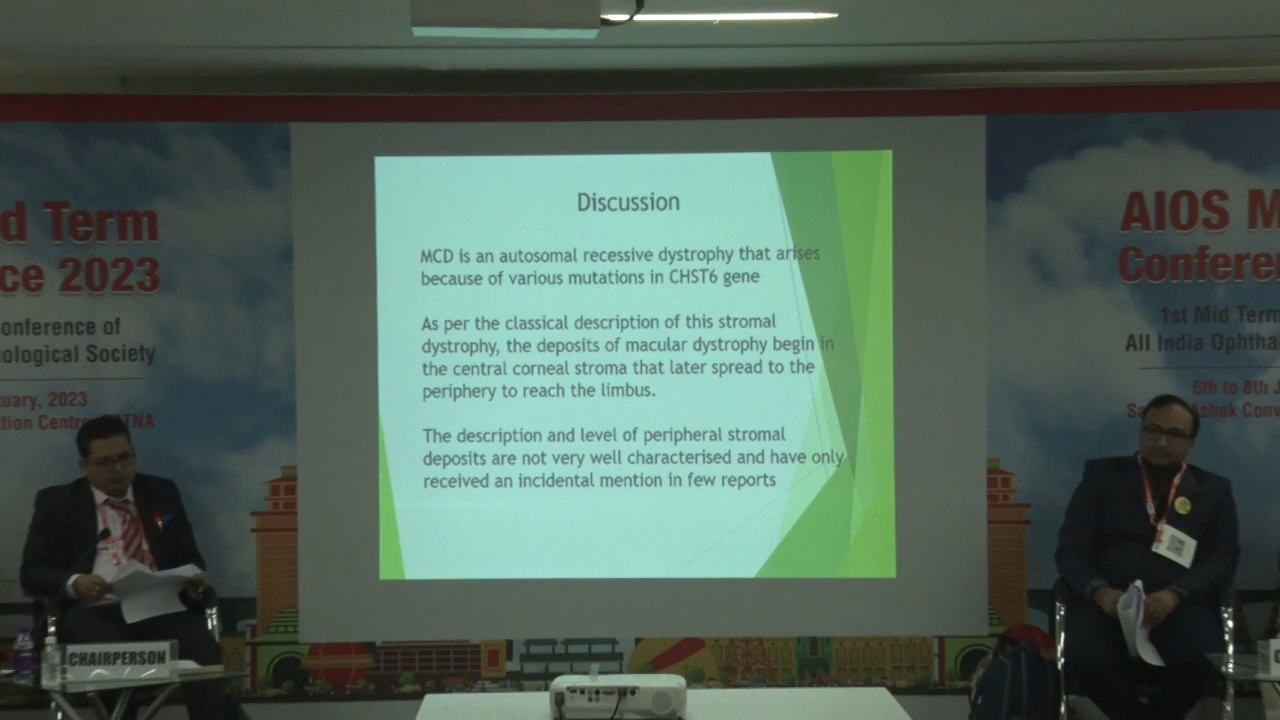 d Term
ce 2023
onference of
ological Society
uary, 2023
tion Centre, PATNA
Discussion
MCD is an autosomal recessive dystrophy that arises
because of various mutations in CHST6 gene
As per the classical description of this stromal
dystrophy, the deposits of macular dystrophy begin in
the central corneal stroma that later spread to the
periphery to reach the limbus.
The description and level of peripheral stromal
deposits are not very well characterised and have only
received an incidental mention in few reports
AIOS M
Conferen
1st Mid Term
All India Ophtha
6th to 8th J
Ashok Conv
CHAIRPERSON